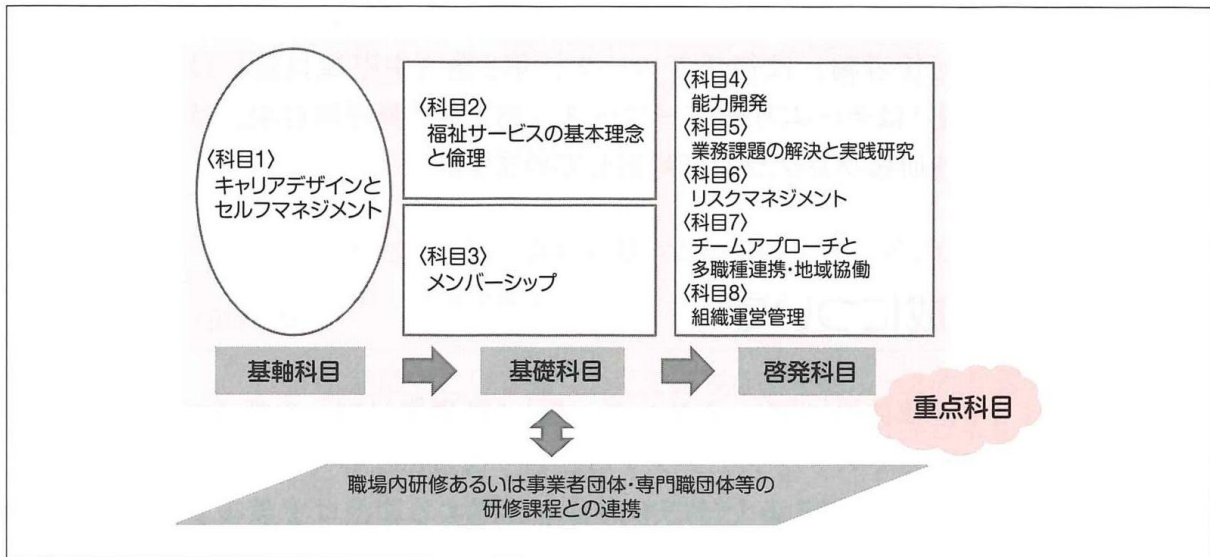 〈科目1〉
キャリアデザインと
セルフマネジメント
〈科目2〉
福祉サービスの基本理念
と倫理
〈科目3〉
メンバーシップ
〈科目4〉
能力開発
〈科目5〉
業務課題の解決と実践研究
〈科目6〉
リスクマネジメント
〈科目7〉
チームアプローチと
多職種連携・地域協働
〈科目8〉
組織運営管理
基軸科目
基礎科目
啓発科目
重点科目
職場内研修あるいは事業者団体・専門職団体等の
研修課程との連携